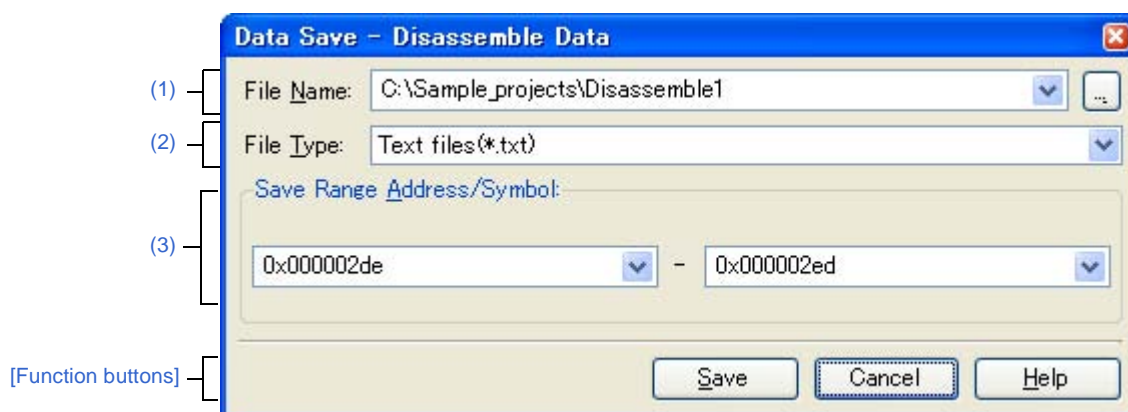 Data Save - Disassemble Data
(1) File Name: C:\Sample_projects\Disassemble1 ...
(2) File Type: Text files(*.txt)
Save Range Address/Symbol:
(3) 0x000002de - 0x000002ed
[Function buttons] Save Cancel Help